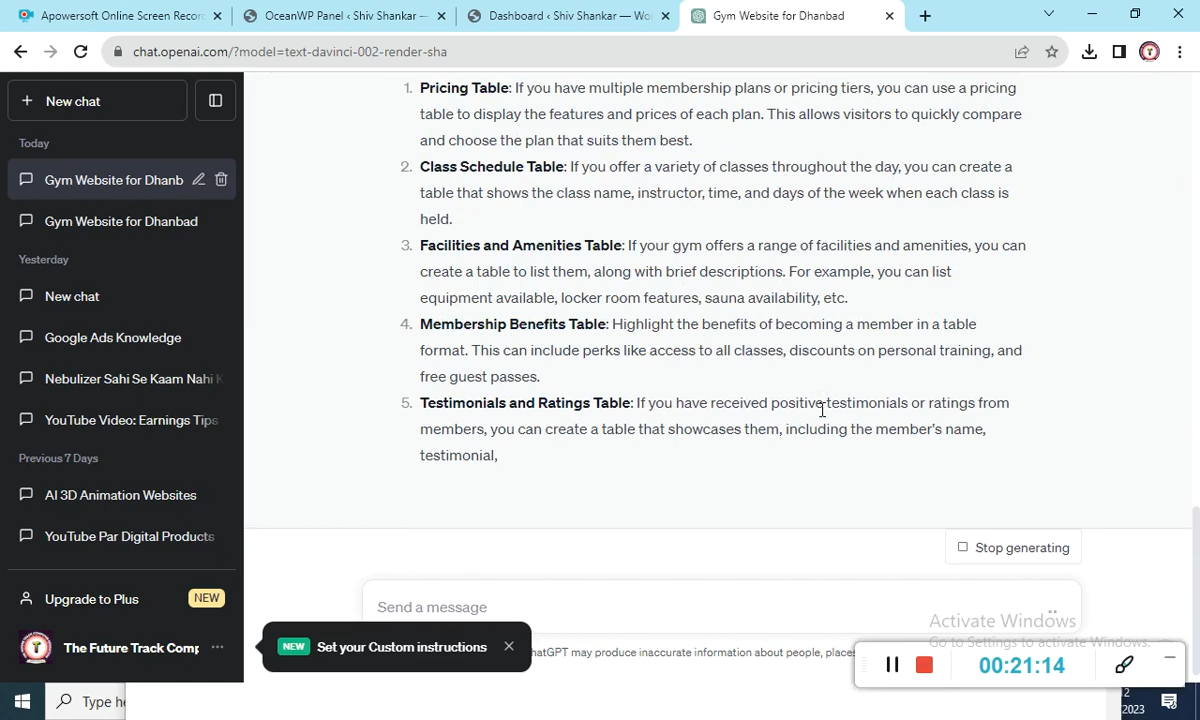 Apowersoft Online Screen Recor
OceanWP Panel ‹ Shiv Shankar —
Dashboard ‹ Shiv Shankar — Wo
Gym Website for Dhanbad
chat.openai.com/?model=text-davinci-002-render-sha
New chat
Today
Gym Website for Dhanb
Gym Website for Dhanbad
Yesterday
New chat
Google Ads Knowledge
Nebulizer Sahi Se Kaam Nahi K
YouTube Video: Earning Tips
Previous 7 Days
AI 3D Animation Websites
YouTube Par Digital Products
Upgrade to Plus
NEW
The Future Track Comp
1. Pricing Table: If you have multiple membership plans or pricing tiers, you can use a pricing
table to display the features and prices of each plan. This allows visitors to quickly compare
and choose the plan that suits them best.
2. Class Schedule Table: If you offer a variety of classes throughout the day, you can create a
table that shows the class name, instructor, time, and days of the week when each class is
held.
3. Facilities and Amenities Table: If your gym offers a range of facilities and amenities, you can
create a table to list them, along with brief descriptions. For example, you can list
equipment available, locker room features, sauna availability, etc.
4. Membership Benefits Table: Highlight the benefits of becoming a member in a table
format. This can include perks like access to all classes, discounts on personal training, and
free guest passes.
5. Testimonials and Ratings Table: If you have received positive testimonials or ratings from
members, you can create a table that showcases them, including the member's name,
testimonial,
Stop generating
Send a message
NEW Set your Custom instructions
hatGPT may produce inaccurate information about people, places
Activate Windows
Go to Settings to activate Windows.
00:21:14
Type he
2
2023